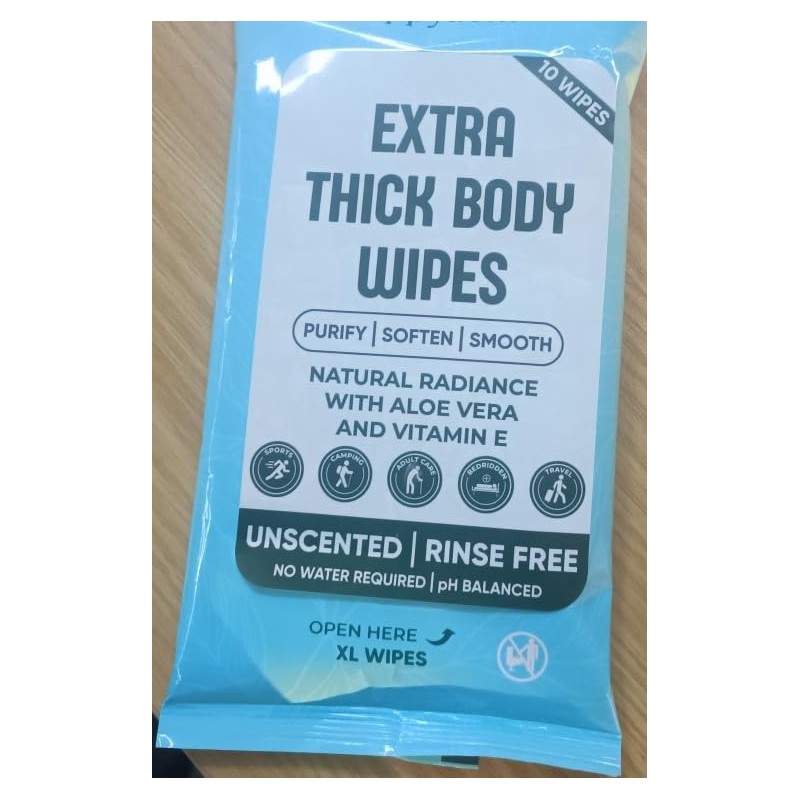 10 WIPES
EXTRA
THICK BODY
WIPES
PURIFY | SOFTEN | SMOOTH
NATURAL RADIANCE
WITH ALOE VERA
AND VITAMIN E
SPORTS CAMPING ADULT CARE BEDRIDDEN TRAVEL
UNSCENTED | RINSE FREE
NO WATER REQUIRED | pH BALANCED
OPEN HERE
XL WIPES